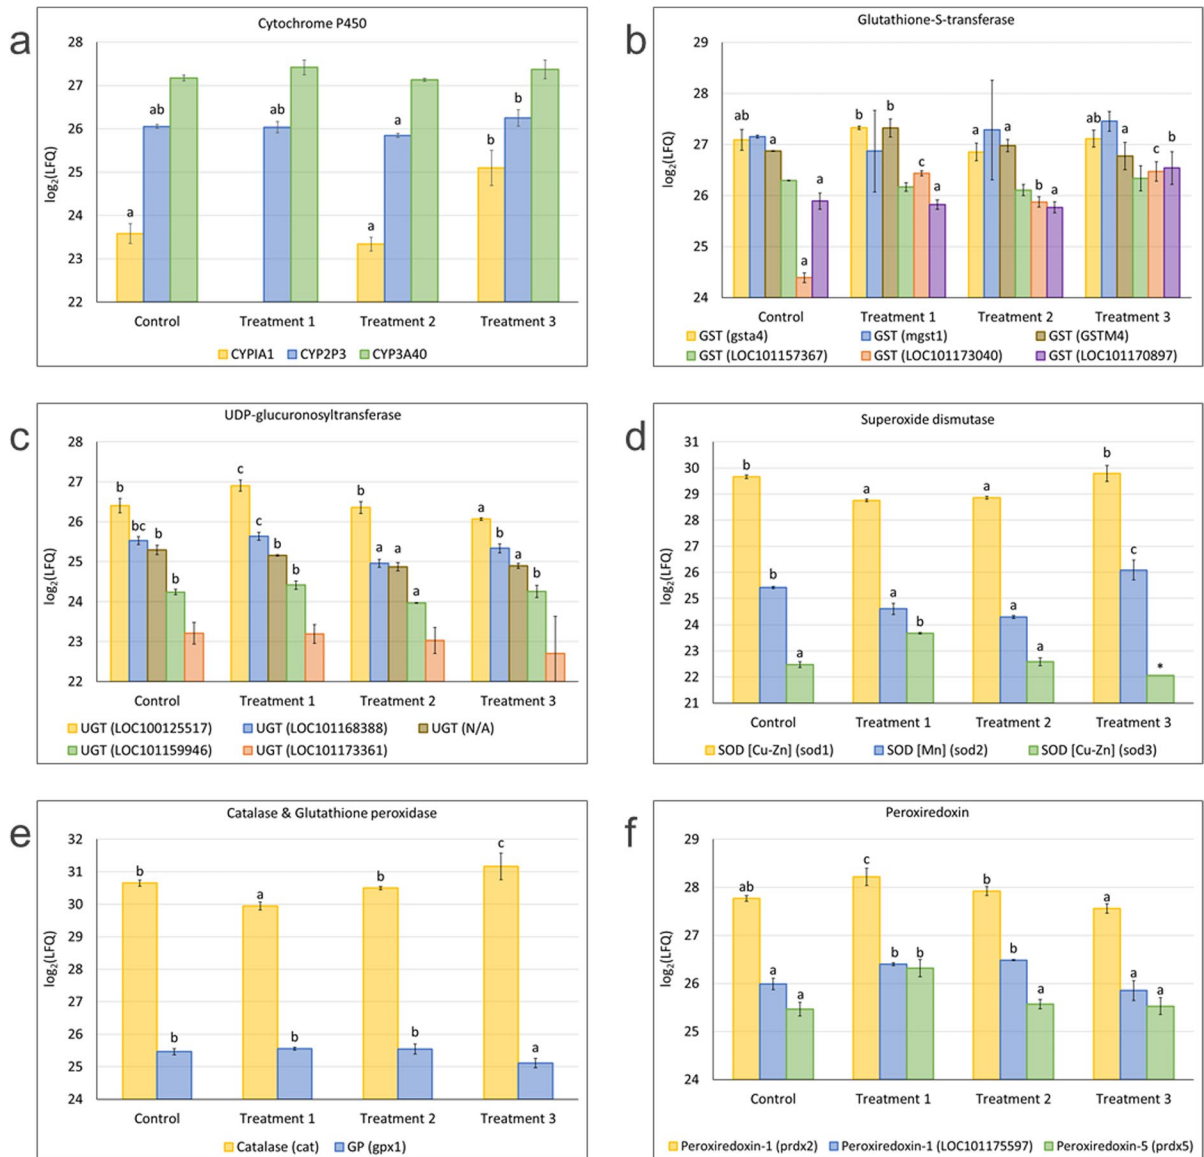 a
Cytochrome P450
log2(LFQ)
28
27
26
25
24
23
22
a
ab
ab
a
a
b
b
Control
Treatment 1
Treatment 2
Treatment 3
CYPIA1
CYP2P3
CYP3A40
b
Glutathione-S-transferase
log2(LFQ)
29
28
27
26
25
24
ab
a
a
a
b
b
c
a
a
a
b
a
ab
a
c
b
Control
Treatment 1
Treatment 2
Treatment 3
GST (gsta4)
GST (mgst1)
GST (GSTM4)
GST (LOC101157367)
GST (LOC101173040)
GST (LOC101170897)
c
UDP-glucuronosyltransferase
log2(LFQ)
28
27
26
25
24
23
22
b
bc
b
b
c
c
b
b
b
a
a
a
a
b
a
b
Control
Treatment 1
Treatment 2
Treatment 3
UGT (LOC100125517)
UGT (LOC101168388)
UGT (N/A)
UGT (LOC101159946)
UGT (LOC101173361)
d
Superoxide dismutase
log2(LFQ)
31
30
29
28
27
26
25
24
23
22
21
b
b
a
a
a
b
a
a
a
b
c
*
Control
Treatment 1
Treatment 2
Treatment 3
SOD [Cu-Zn] (sod1)
SOD [Mn] (sod2)
SOD [Cu-Zn] (sod3)
e
Catalase & Glutathione peroxidase
log2(LFQ)
32
31
30
29
28
27
26
25
24
b
b
a
b
b
b
c
a
Control
Treatment 1
Treatment 2
Treatment 3
Catalase (cat)
GP (gpx1)
f
Peroxiredoxin
log2(LFQ)
29
28
27
26
25
24
ab
a
a
c
b
b
b
b
a
a
a
a
Control
Treatment 1
Treatment 2
Treatment 3
Peroxiredoxin-1 (prdx2)
Peroxiredoxin-1 (LOC101175597)
Peroxiredoxin-5 (prdx5)